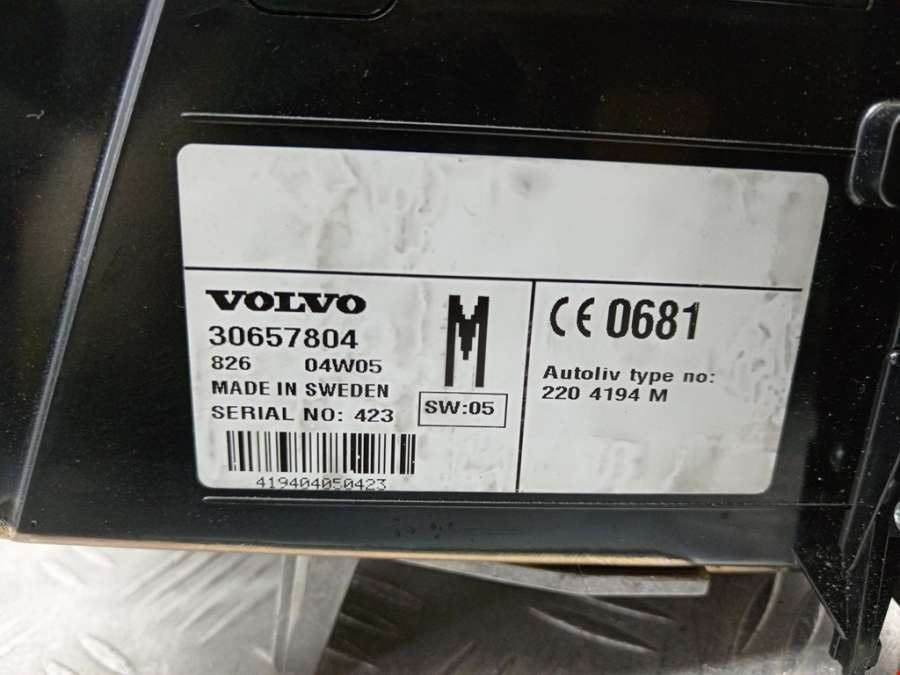 VOLVO
30657804
826 04W05
MADE IN SWEDEN
SERIAL NO: 423
419404050423
M
SW:05
CE 0681
Autoliv type no:
220 4194 M